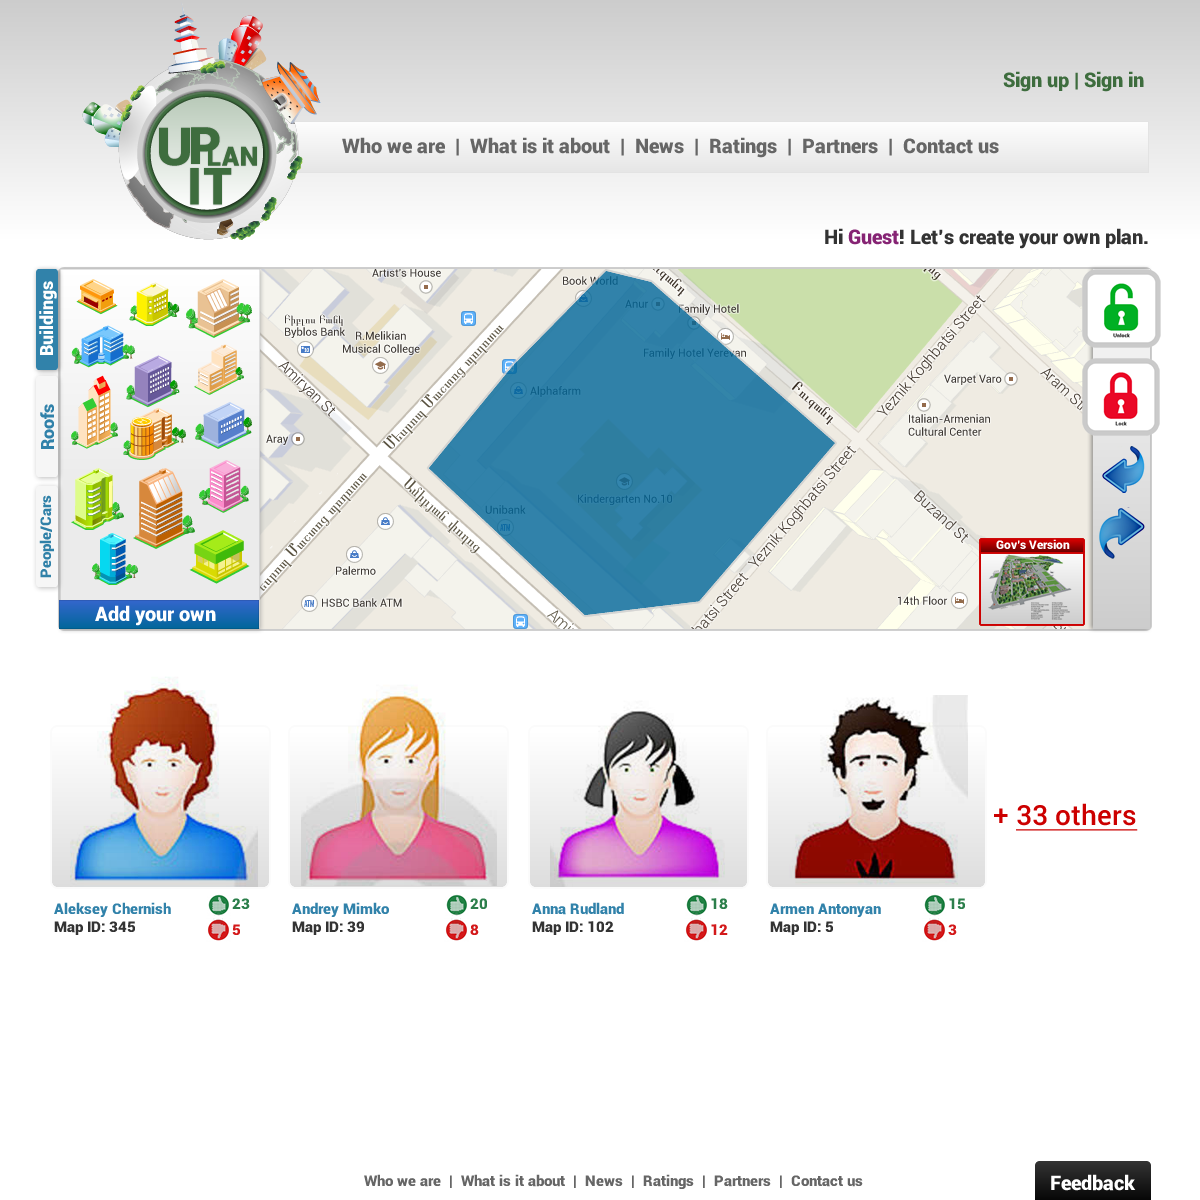 Sign up | Sign in
UPLAN
IT
Who we are | What is it about | News | Ratings | Partners | Contact us
Hi Guest! Let's create your own plan.
Buildings
Roofs
People/Cars
Add your own
Artist's House
Book World
Anur
Family Hotel
Family Hotel Yerevan
Byblos Bank
R.Melikian
Musical College
Amiryan St
Alphafarm
Aray
Kindergarten No.10
Unibank
ATM
Palermo
ATM HSBC Bank ATM
Yeznik Koghbatsi Street
Yeznik Koghbatsi Street
Varpet Varo
Italian-Armenian
Cultural Center
Aram St
Buzand St
14th Floor
Gov's Version
Unlock
Lock
+ 33 others
Aleksey Chernish
Map ID: 345
23
5
Andrey Mimko
Map ID: 39
20
8
Anna Rudland
Map ID: 102
18
12
Armen Antonyan
Map ID: 5
15
3
Who we are | What is it about | News | Ratings | Partners | Contact us
Feedback